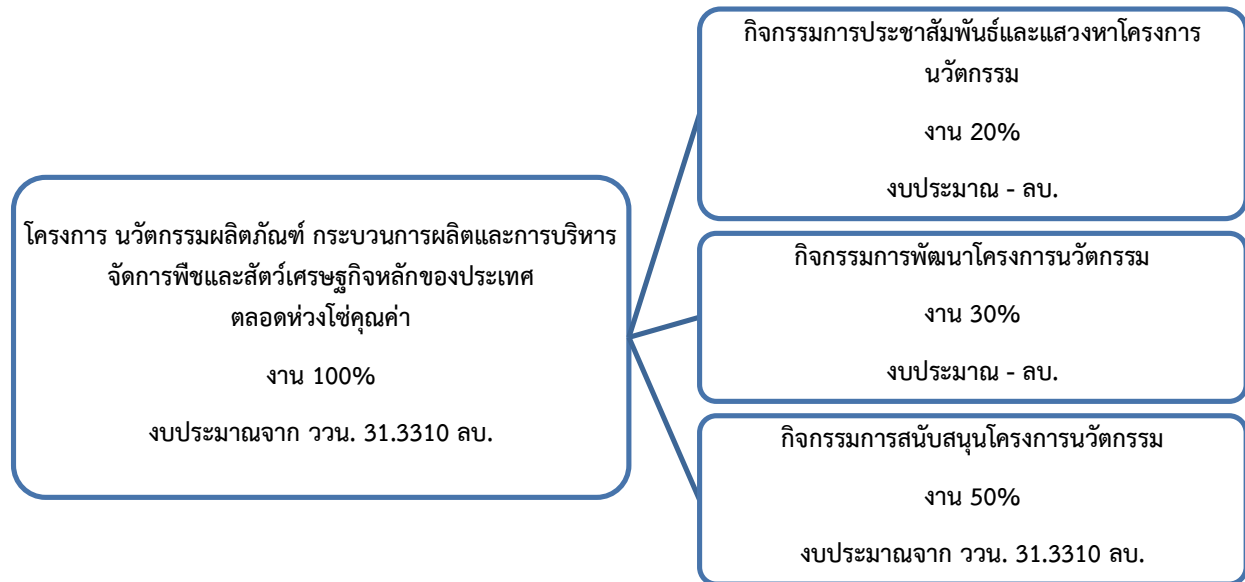 โครงการ นวัตกรรมผลิตภัณฑ์ กระบวนการผลิตและการบริหาร
จัดการพืชและสัตว์เศรษฐกิจหลักของประเทศ
ตลอดห่วงโซ่คุณค่า
งาน 100%
งบประมาณจาก ววน. 31.3310 ลบ.
กิจกรรมการประชาสัมพันธ์และแสวงหาโครงการ
นวัตกรรม
งาน 20%
งบประมาณ - ลบ.
กิจกรรมการพัฒนาโครงการนวัตกรรม
งาน 30%
งบประมาณ - ลบ.
กิจกรรมการสนับสนุนโครงการนวัตกรรม
งาน 50%
งบประมาณจาก ววน. 31.3310 ลบ.